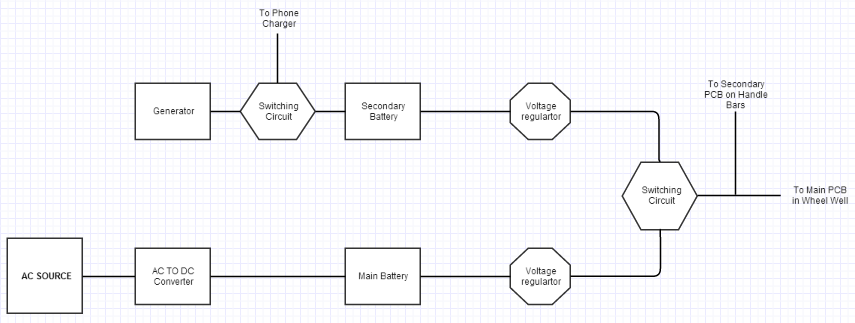 To Phone
Charger
Generator
Switching
Circuit
Secondary
Battery
Voltage
regulartor
To Secondary
PCB on Handle
Bars
Switching
Circuit
To Main PCB
in Wheel Well
AC SOURCE
AC TO DC
Converter
Main Battery
Voltage
regulartor